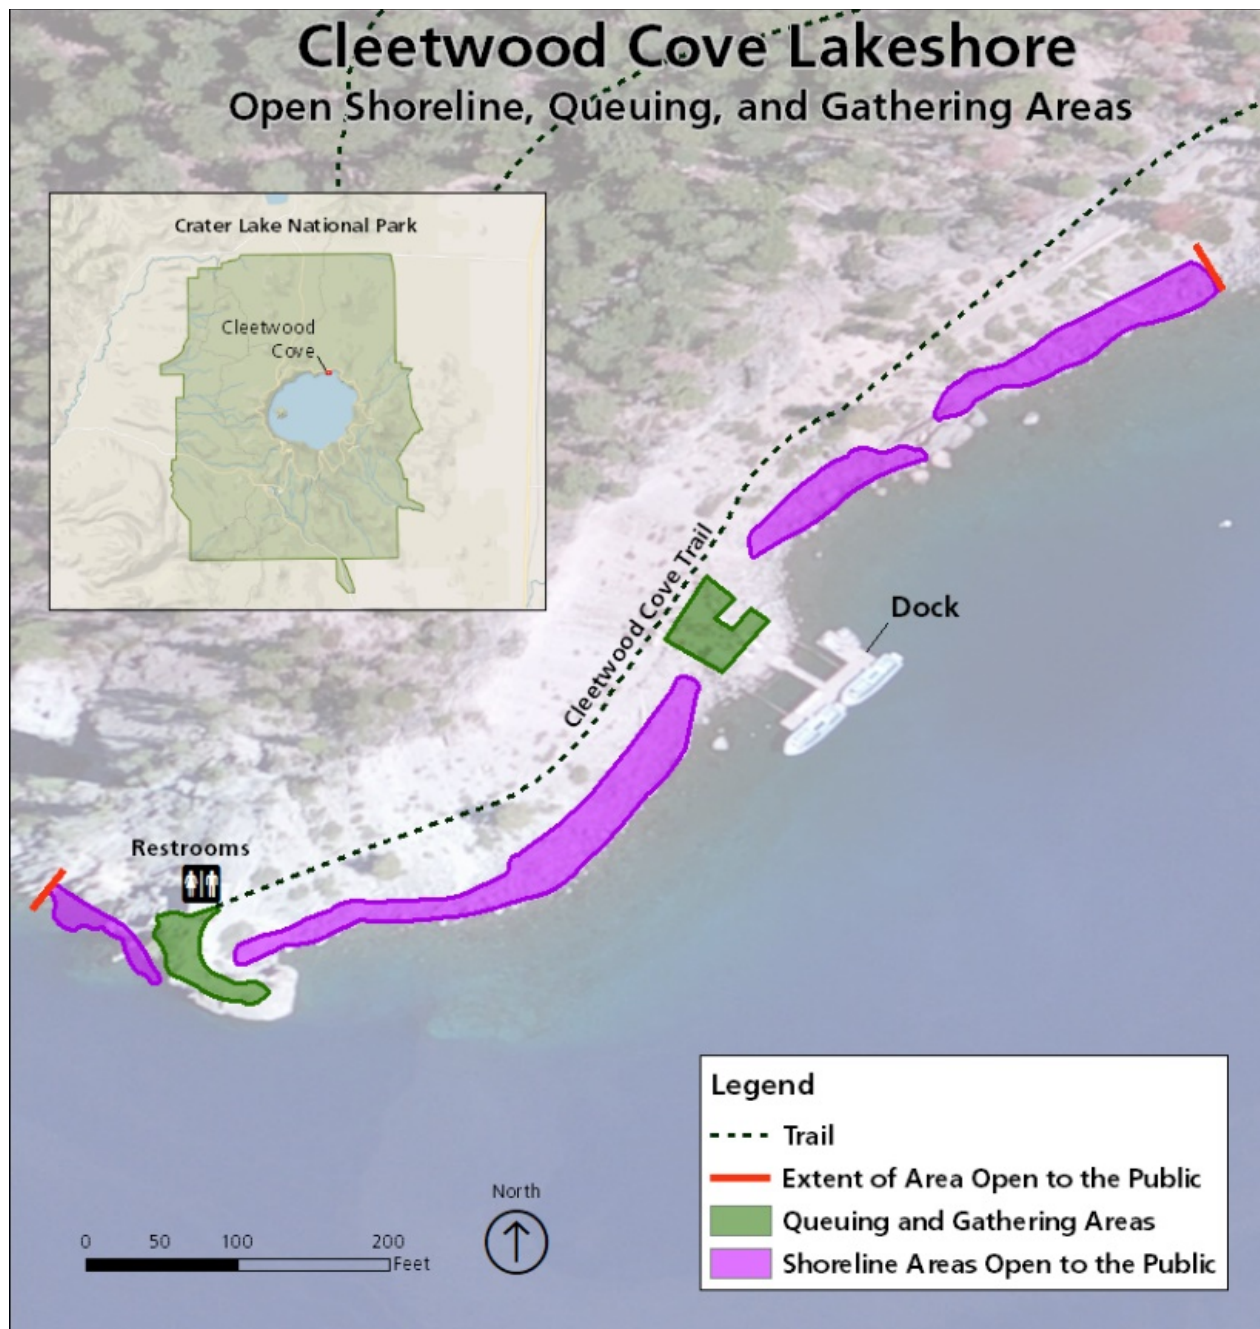 Cleetwood Cove Lakeshore
Open Shoreline, Queuing, and Gathering Areas
Crater Lake National Park
Cleetwood
Cove
Cleetwood Cove Trail
Dock
Restrooms
Legend
Trail
Extent of Area Open to the Public
Queuing and Gathering Areas
Shoreline Areas Open to the Public
North
0 50 100 200
Feet